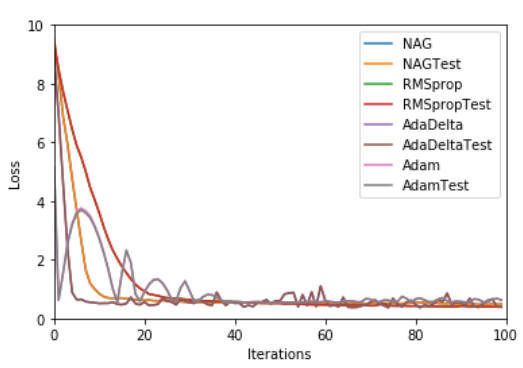 10
8
6
4
2
0
Loss
0 20 40 60 80 100
Iterations
NAG
NAGTest
RMSprop
RMSpropTest
AdaDelta
AdaDeltaTest
Adam
AdamTest